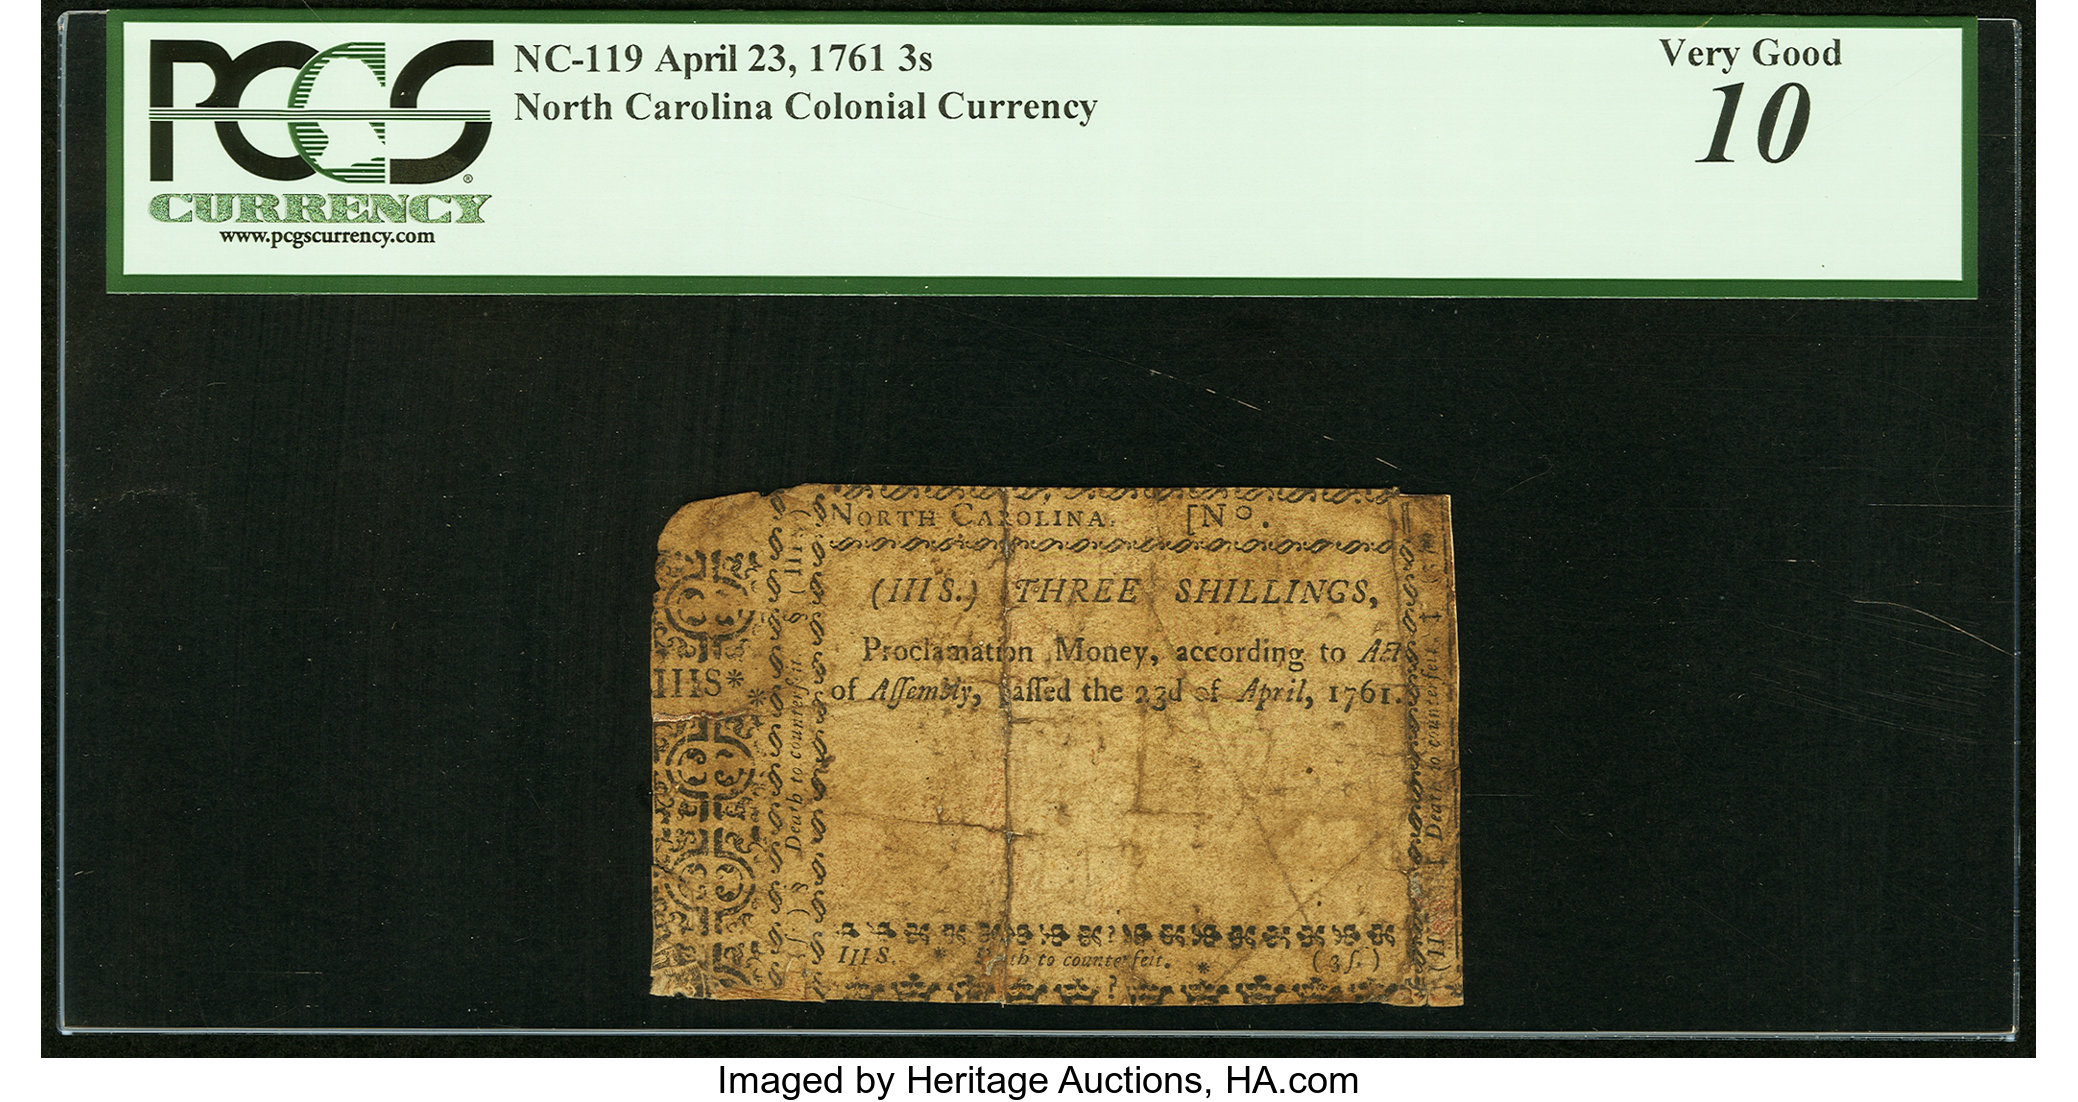 PCGS
CURRENCY
www.pcgscurrency.com
NC-119 April 23, 1761 3s
North Carolina Colonial Currency
Very Good
10
NORTH CAROLINA. [No.
(III S.) THREE SHILLINGS,
Proclamation Money, according to Act
of Aſſembly, paſſed the 23d of April, 1761.
IIIS*
Death to counterfeit.
Death to counterfeit.
III S. * Death to counterfeit. * (3 ſ.)
Imaged by Heritage Auctions, HA.com